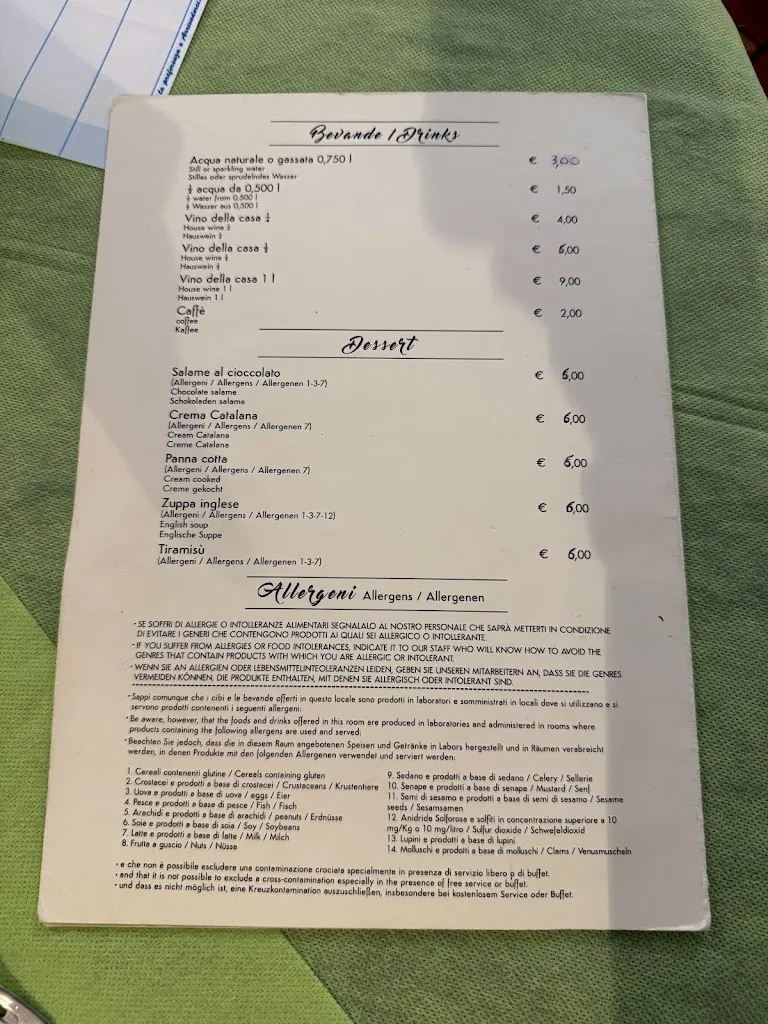 la preferenza e Arrivederci
Bevande / Drinks
Acqua naturale o gassata 0,750 l € 3,00
Still or sparkling water
Stilles oder sprudelndes Wasser
½ acqua da 0,500 l € 1,50
½ water from 0,500 l
½ Wasser aus 0,500 l
Vino della casa ¼ € 4,00
House wine ¼
Hauswein ¼
Vino della casa ½ € 6,00
House wine ½
Hauswein ½
Vino della casa 1 l € 9,00
House wine 1 l
Hauswein 1 l
Caffè € 2,00
coffee
Kaffee
Dessert
Salame al cioccolato € 6,00
(Allergeni / Allergens / Allergenen 1-3-7)
Chocolate salame
Schokoladen salame
Crema Catalana € 6,00
(Allergeni / Allergens / Allergenen 7)
Cream Catalana
Creme Catalana
Panna cotta € 6,00
(Allergeni / Allergens / Allergenen 7)
Cream cooked
Creme gekocht
Zuppa inglese € 6,00
(Allergeni / Allergens / Allergenen 1-3-7-12)
English soup
Englische Suppe
Tiramisù € 6,00
(Allergeni / Allergens / Allergenen 1-3-7)
Allergeni Allergens / Allergenen
• SE SOFFRI DI ALLERGIE O INTOLLERANZE ALIMENTARI SEGNALALO AL NOSTRO PERSONALE CHE SAPRÀ METTERTI IN CONDIZIONE
DI EVITARE I GENERI CHE CONTENGONO PRODOTTI AI QUALI SEI ALLERGICO O INTOLLERANTE.
• IF YOU SUFFER FROM ALLERGIES OR FOOD INTOLERANCES, INDICATE IT TO OUR STAFF WHO WILL KNOW HOW TO AVOID THE
GENRES THAT CONTAIN PRODUCTS WITH WHICH YOU ARE ALLERGIC OR INTOLERANT.
• WENN SIE AN ALLERGIEN ODER LEBENSMITTELINTEOLERANZEN LEIDEN, GEBEN SIE UNSEREN MITARBEITERN AN, DASS SIE DIE GENRES
VERMEIDEN KÖNNEN, DIE PRODUKTE ENTHALTEN, MIT DENEN SIE ALLERGISCH ODER INTOLERANT SIND.
• Sappi comunque che i cibi e le bevande offerti in questo locale sono prodotti in laboratori e somministrati in locali dove si utilizzano e si
servono prodotti contenenti i seguenti allergeni:
• Be aware, however, that the foods and drinks offered in this room are produced in laboratories and administered in rooms where
products containing the following allergens are used and served:
• Beachten Sie jedoch, dass die in diesem Raum angebotenen Speisen und Getränke in Labors hergestellt und in Räumen verabreicht
werden, in denen Produkte mit den folgenden Allergenen verwendet und serviert werden:
1. Cereali contenenti glutine / Cereals containing gluten
2. Crostacei e prodotti a base di crostacei / Crustaceans / Krustentiere
3. Uova e prodotti a base di uova / eggs / Eier
4. Pesce e prodotti a base di pesce / Fish / Fisch
5. Arachidi e prodotti a base di arachidi / peanuts / Erdnüsse
6. Soia e prodotti a base di soia / Soy / Soybeans
7. Latte e prodotti a base di latte / Milk / Milch
8. Frutta a guscio / Nuts / Nüsse
9. Sedano e prodotti a base di sedano / Celery / Sellerie
10. Senape e prodotti a base di senape / Mustard / Senf
11. Semi di sesamo e prodotti a base di semi di sesamo / Sesame
seeds / Sesamsamen
12. Anidride Solforosa e solfiti in concentrazione superiore a 10
mg/Kg o 10 mg/litro / Sulfur dioxide / Schwefeldioxid
13. Lupini e prodotti a base di lupini
14. Molluschi e prodotti a base di molluschi / Clams / Venusmuscheln
• e che non è possibile escludere una contaminazione crociata specialmente in presenza di servizio libero o di buffet.
• and that it is not possible to exclude a cross-contamination especially in the presence of free service or buffet.
• und dass es nicht möglich ist, eine Kreuzkontamination auszuschließen, insbesondere bei kostenlosem Service oder Buffet.